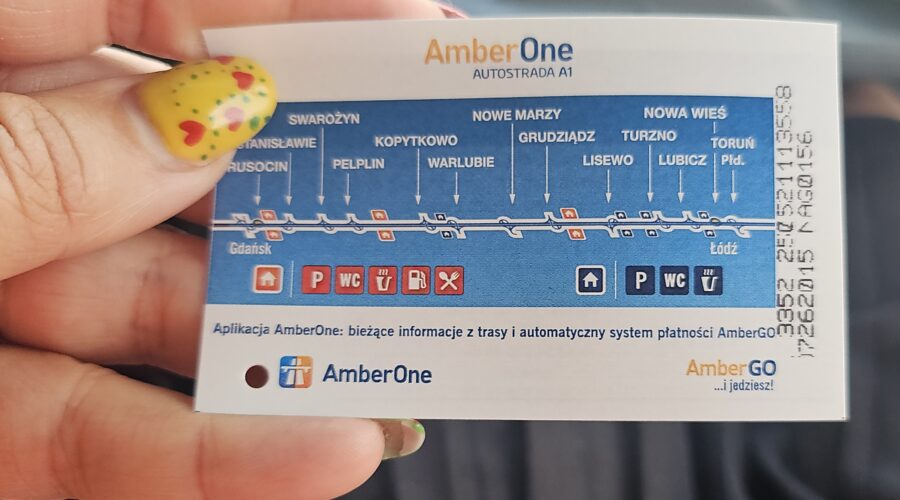 AmberOne
AUTOSTRADA A1
SWAROŻYN
NOWE MARZY
NOWA WIEŚ
STANISŁAWIE
KOPYTKOWO
GRUDZIĄDZ
TURZNO
TORUŃ
Płd.
RUSOCIN
PELPLIN
WARLUBIE
LISEWO
LUBICZ
Gdańsk
Łódź
P WC
P WC
Aplikacja AmberOne: bieżące informacje z trasy i automatyczny system płatności AmberGO
AmberOne
AmberGO
...i jedziesz!